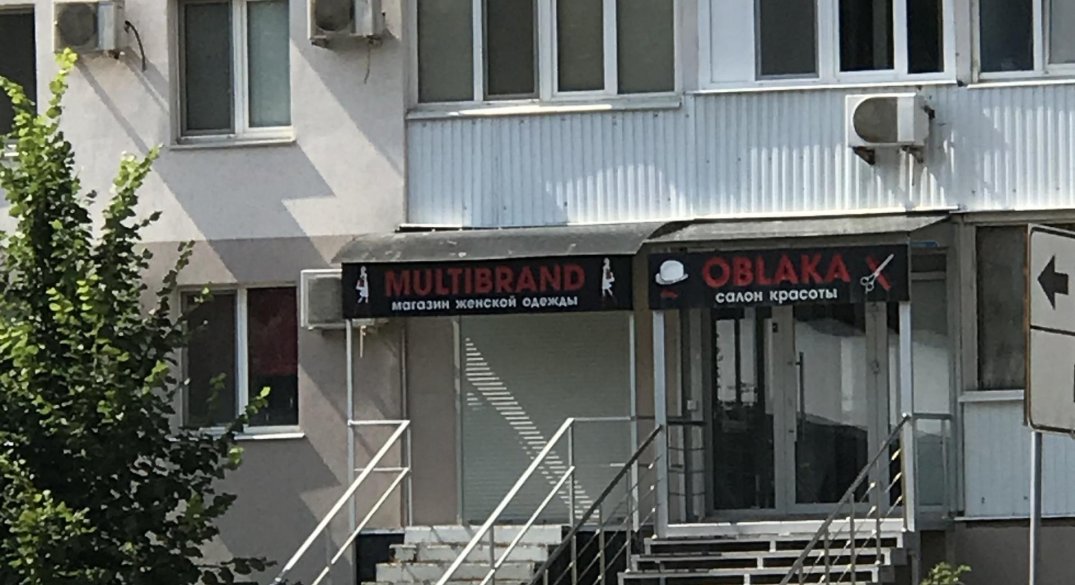 MULTIBRAND
магазин женской одежды
OBLAKA
салон красоты